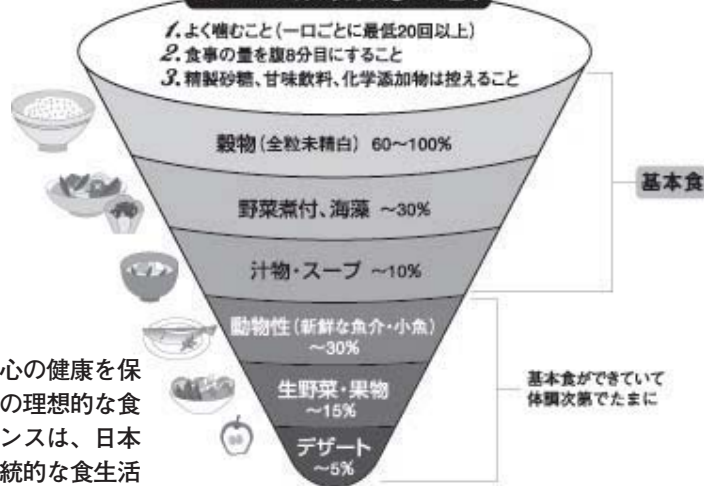 1.よく噛むこと(一口ごとに最低20回以上)
2.食事の量を腹8分目にすること
3.精製砂糖、甘味飲料、化学添加物は控えること
穀物(全粒未精白) 60~100%
野菜煮付、海藻 ~30%
汁物・スープ ~10%
基本食
動物性(新鮮な魚介・小魚)
~30%
生野菜・果物
~15%
デザート
~5%
基本食ができていて
体調次第でたまに
心の健康を保
の理想的な食
ンスは、日本
統的な食生活